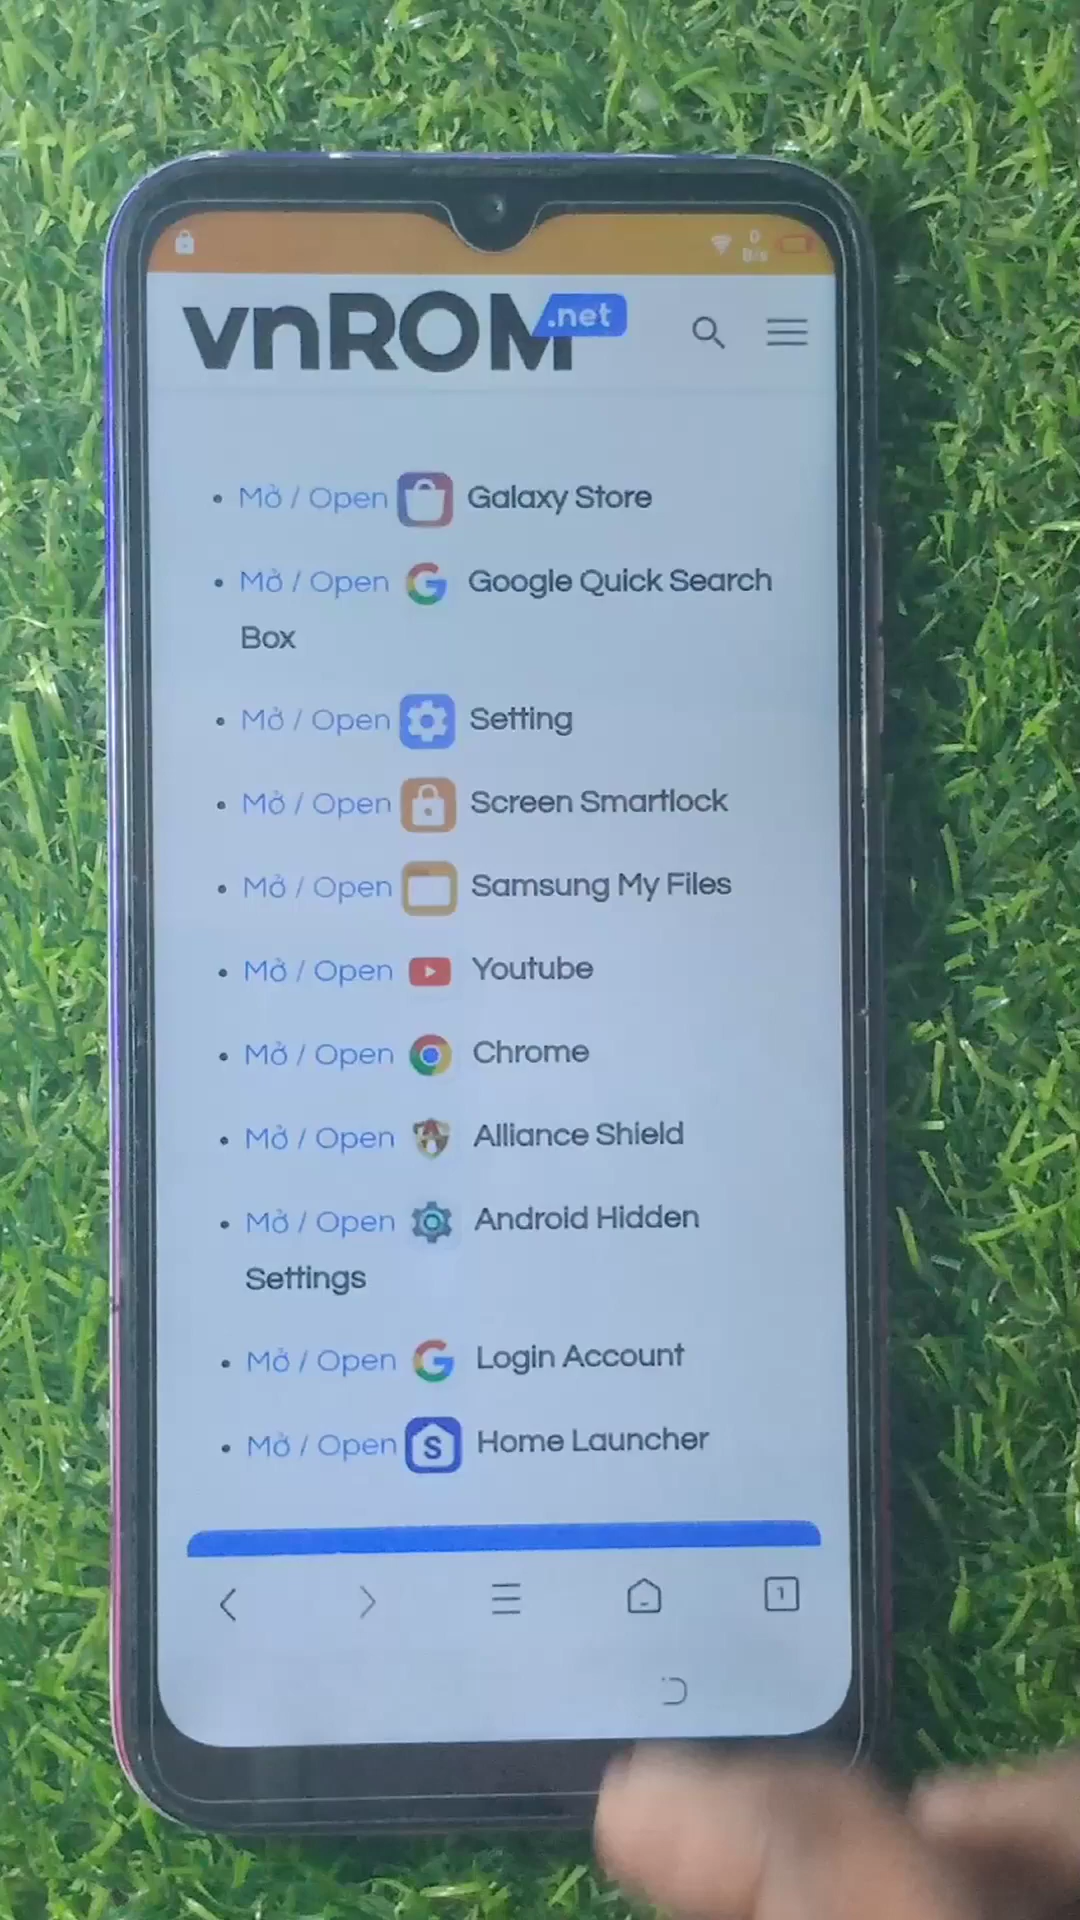 0
B/s
vnROM.net
Mở / Open Galaxy Store
Mở / Open Google Quick Search
Box
Mở / Open Setting
Mở / Open Screen Smartlock
Mở / Open Samsung My Files
Mở / Open Youtube
Mở / Open Chrome
Mở / Open Alliance Shield
Mở / Open Android Hidden
Settings
Mở / Open Login Account
Mở / Open S Home Launcher
1